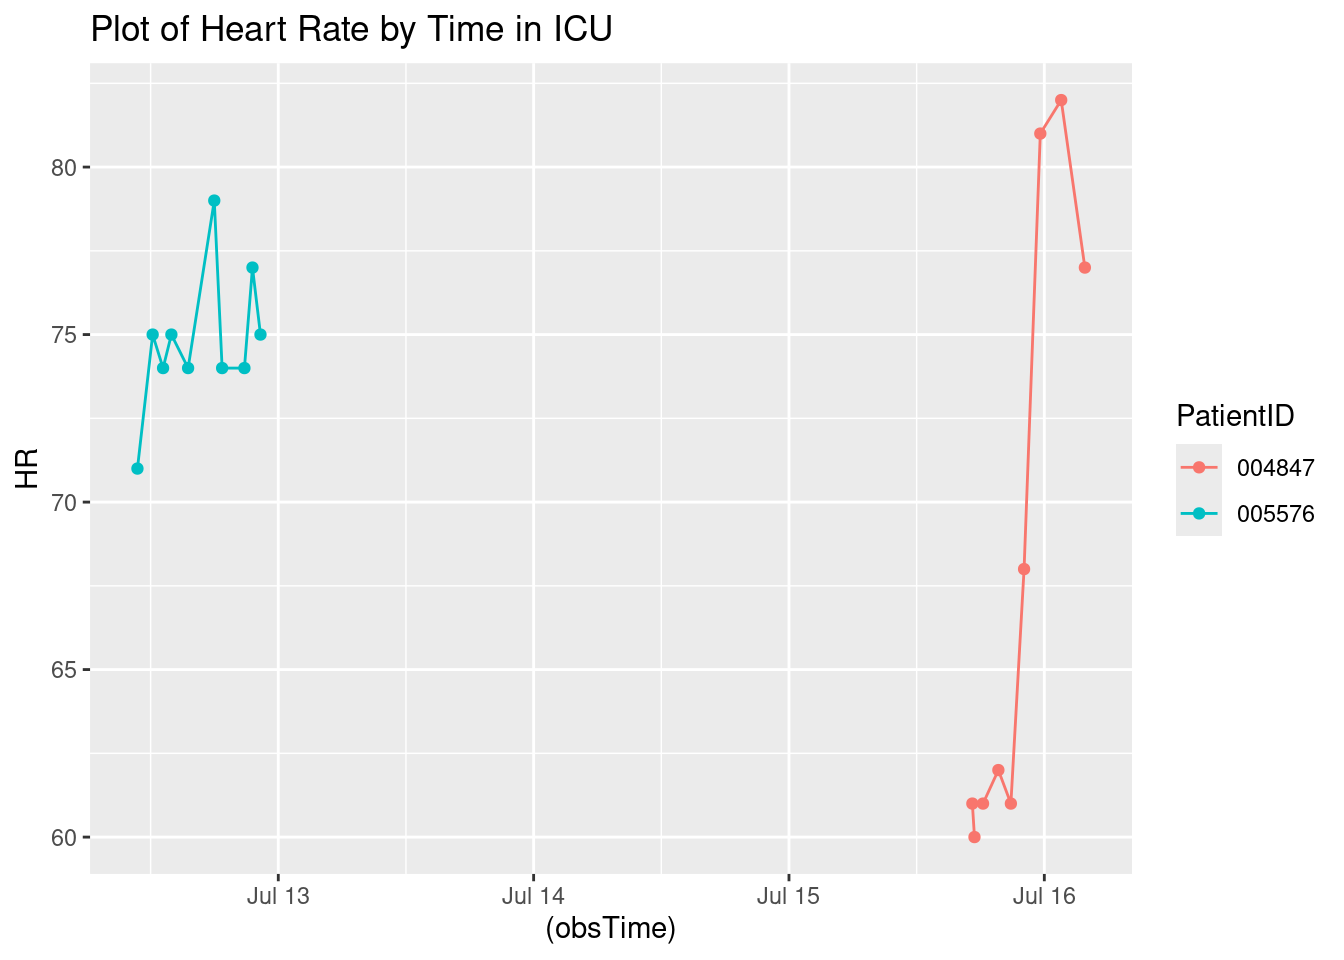 Plot of Heart Rate by Time in ICU
HR
80
75
70
65
60
Jul 13
Jul 14
Jul 15
Jul 16
(obsTime)
PatientID
004847
005576